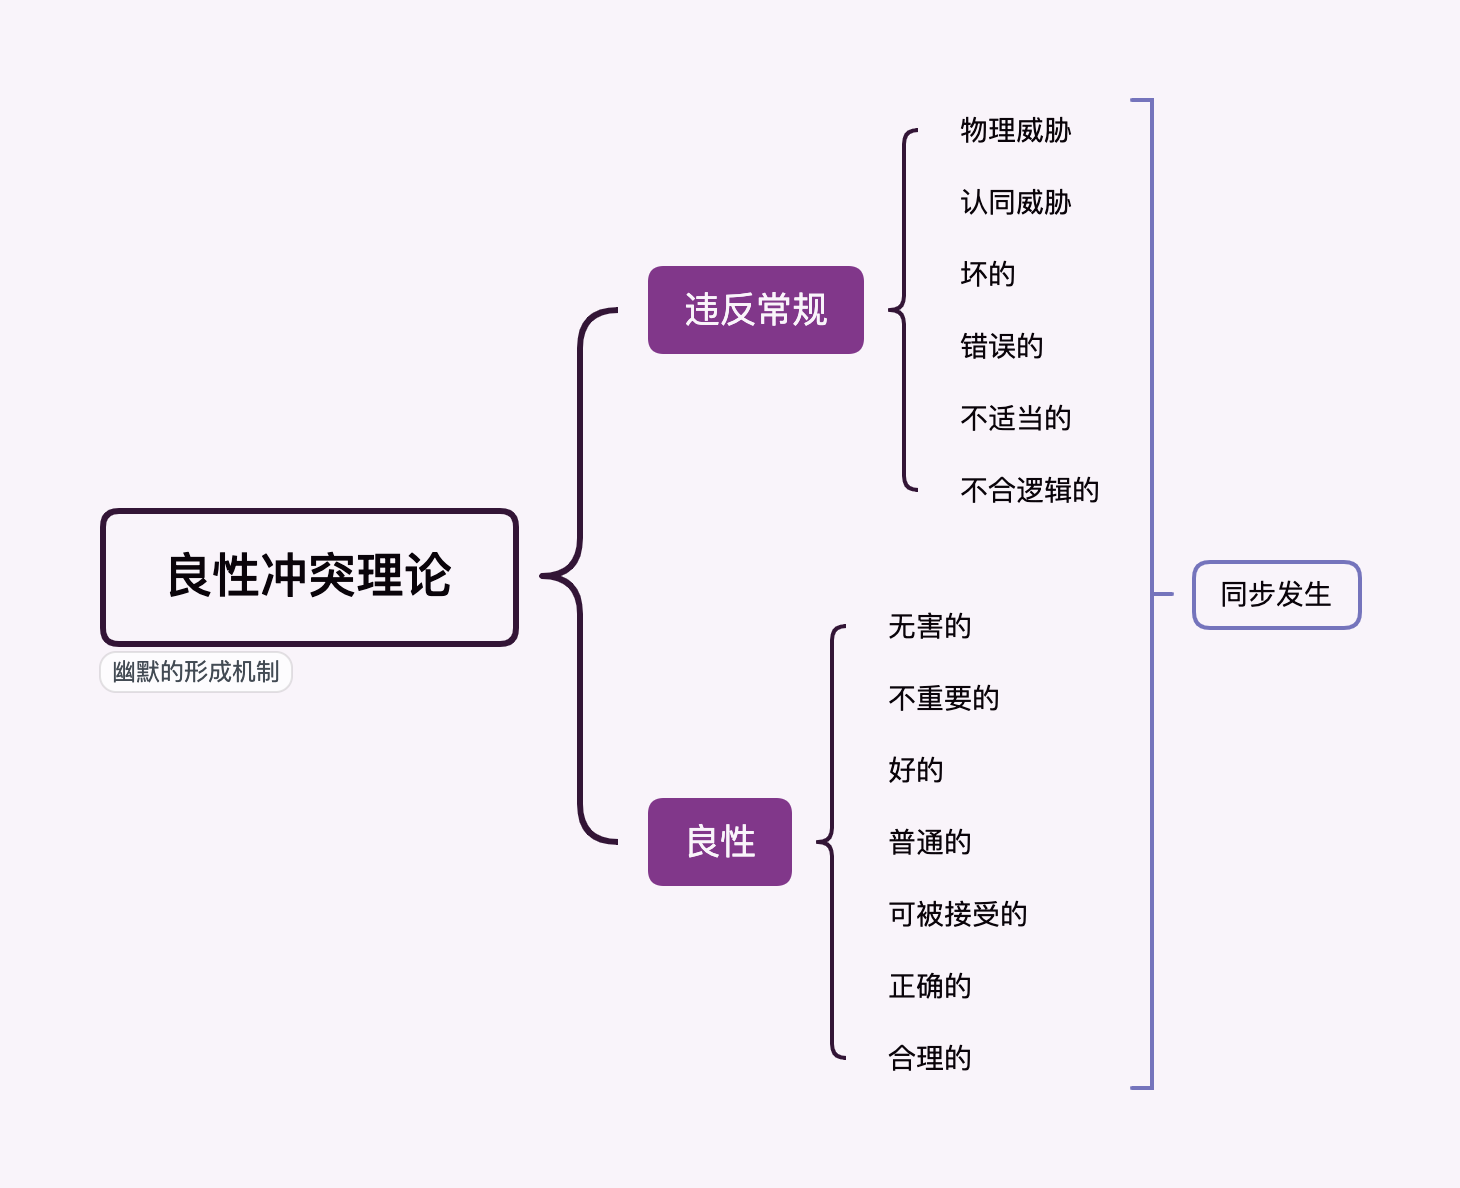 良性冲突理论
幽默的形成机制
违反常规
物理威胁
认同威胁
坏的
错误的
不适当的
不合逻辑的
良性
无害的
不重要的
好的
普通的
可被接受的
正确的
合理的
同步发生